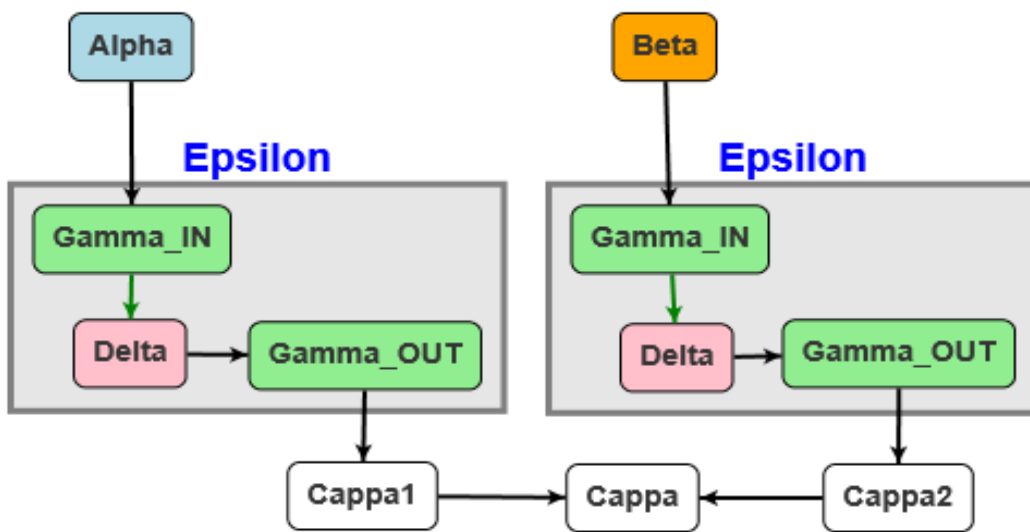 Alpha
Beta
Epsilon
Epsilon
Gamma_IN
Gamma_IN
Delta
Gamma_OUT
Delta
Gamma_OUT
Cappa1
Cappa
Cappa2